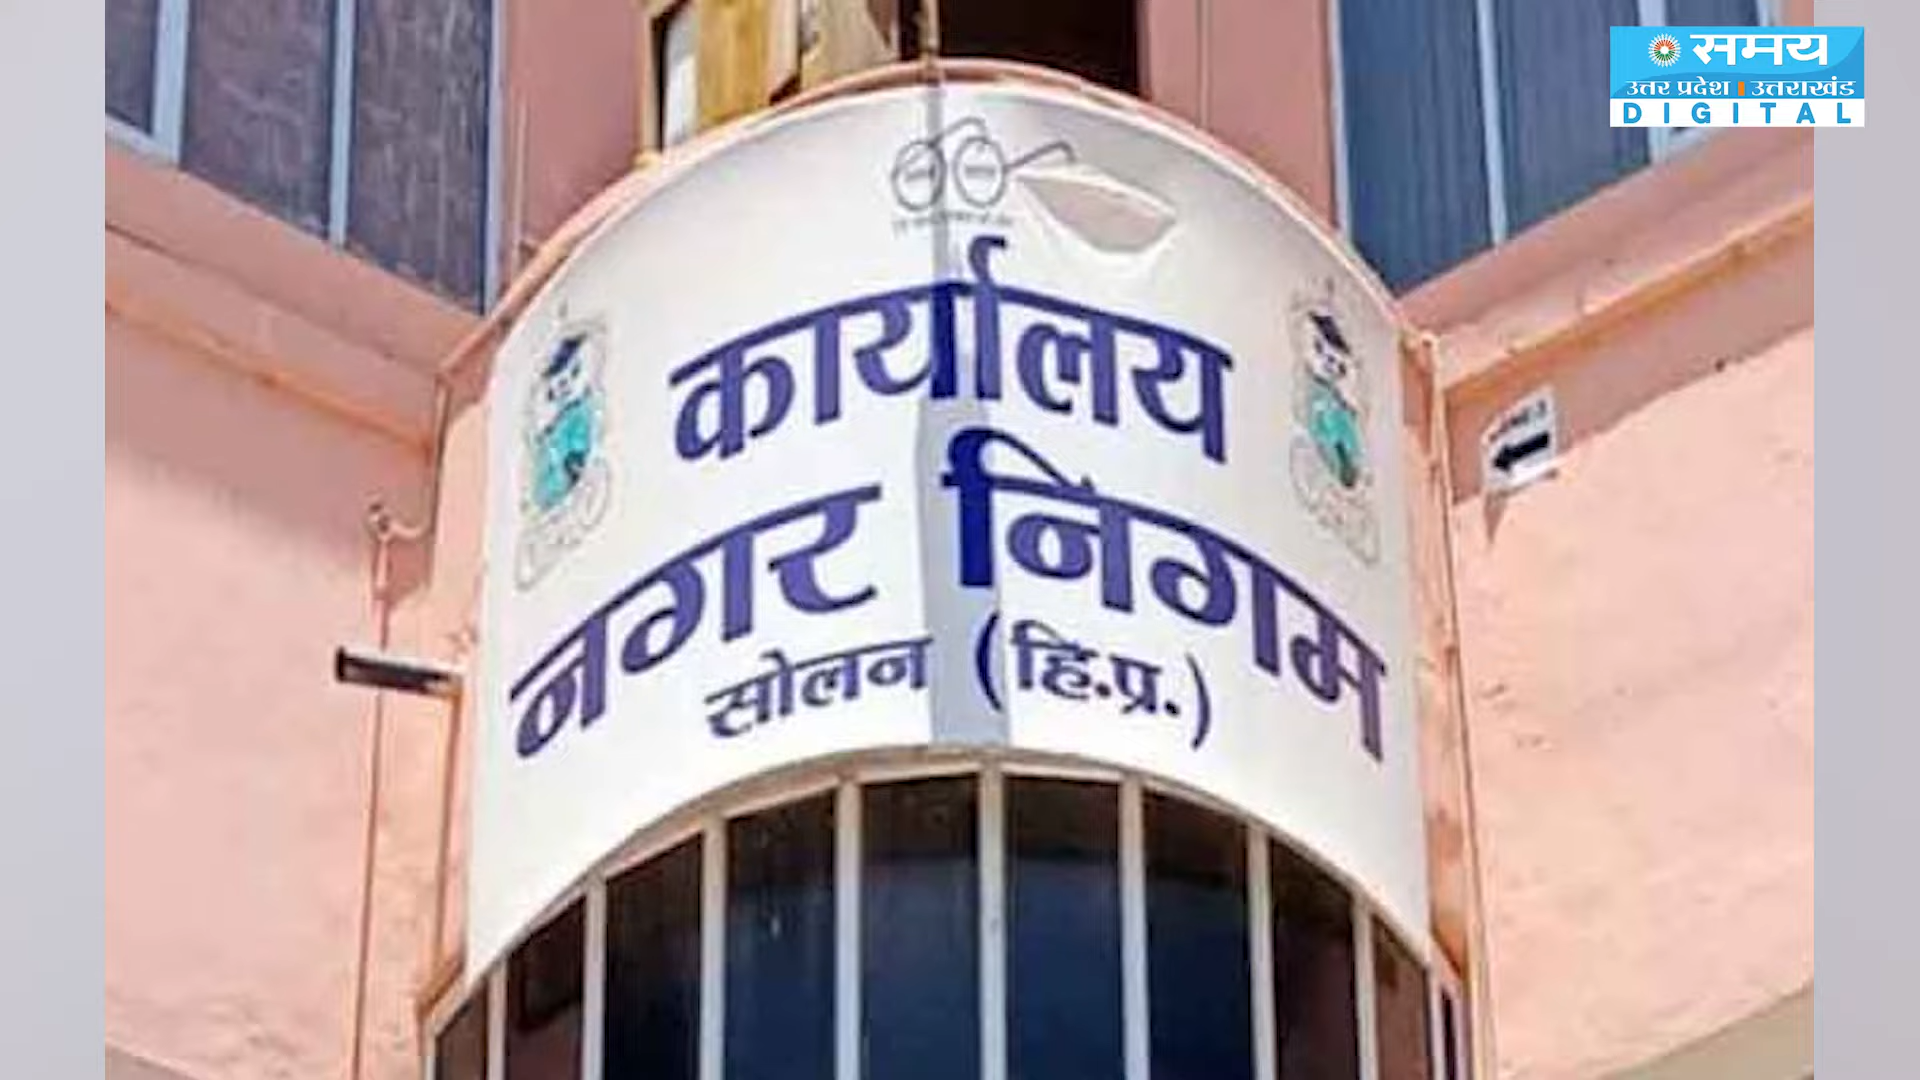 समय
उत्तर प्रदेश उत्तराखंड
DIGITAL
कार्यालय
नगर निगम
सोलन (हि.प्र.)